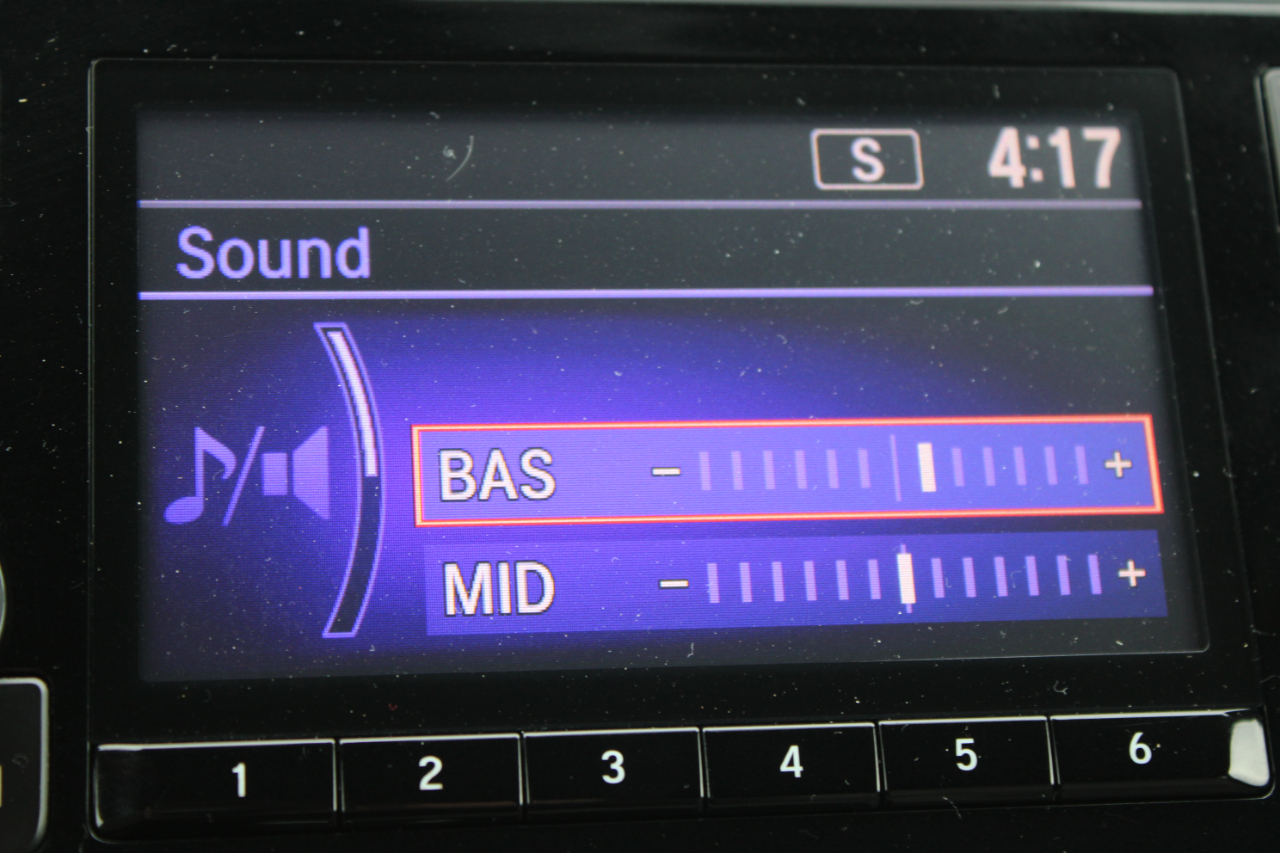 S 4:17
Sound
BAS − +
MID − +
1 2 3 4 5 6